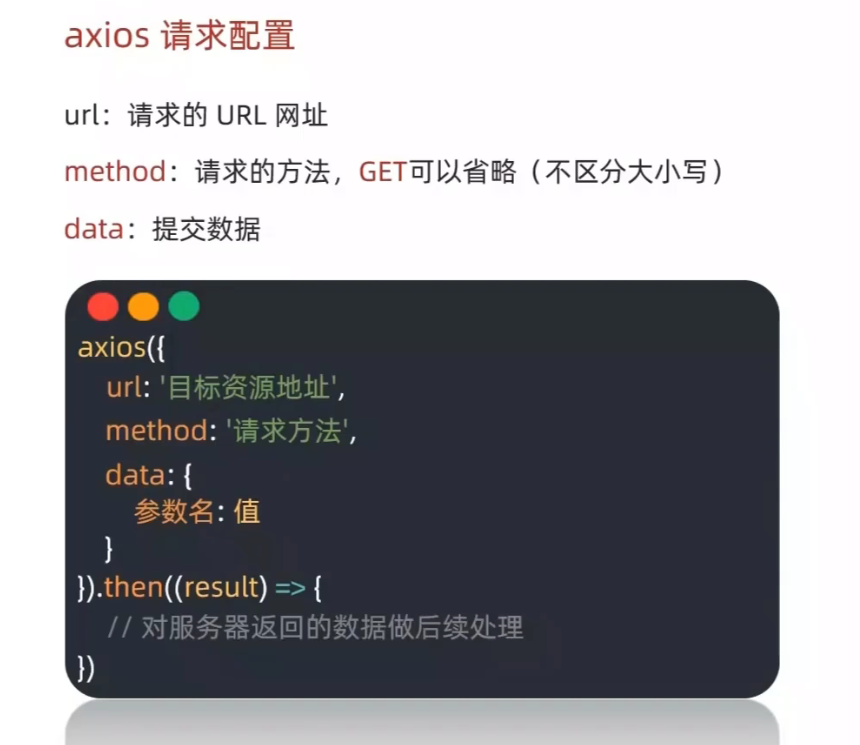 axios 请求配置
url：请求的 URL 网址
method：请求的方法，GET可以省略（不区分大小写）
data：提交数据
axios({
url: '目标资源地址',
method: '请求方法',
data: {
参数名: 值
}
}).then((result) => {
// 对服务器返回的数据做后续处理
})